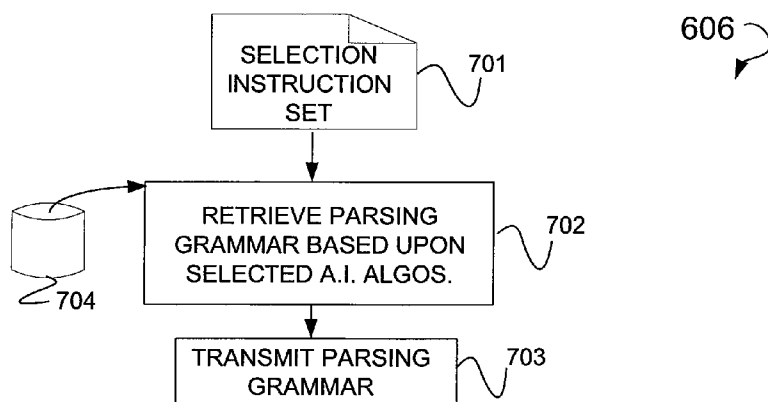 606
SELECTION
INSTRUCTION
SET
701
RETRIEVE PARSING
GRAMMAR BASED UPON
SELECTED A.I. ALGOS.
702
704
TRANSMIT PARSING
GRAMMAR
703